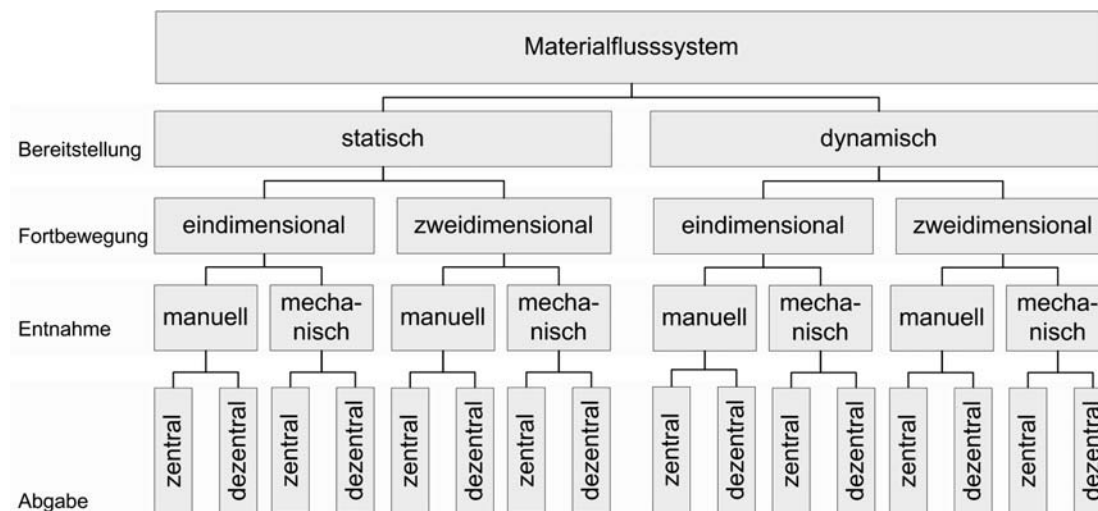 Materialflusssystem
Bereitstellung
statisch
dynamisch
Fortbewegung
eindimensional
zweidimensional
eindimensional
zweidimensional
Entnahme
manuell
mecha-
nisch
manuell
mecha-
nisch
manuell
mecha-
nisch
manuell
mecha-
nisch
Abgabe
zentral
dezentral
zentral
dezentral
zentral
dezentral
zentral
dezentral
zentral
dezentral
zentral
dezentral
zentral
dezentral
zentral
dezentral